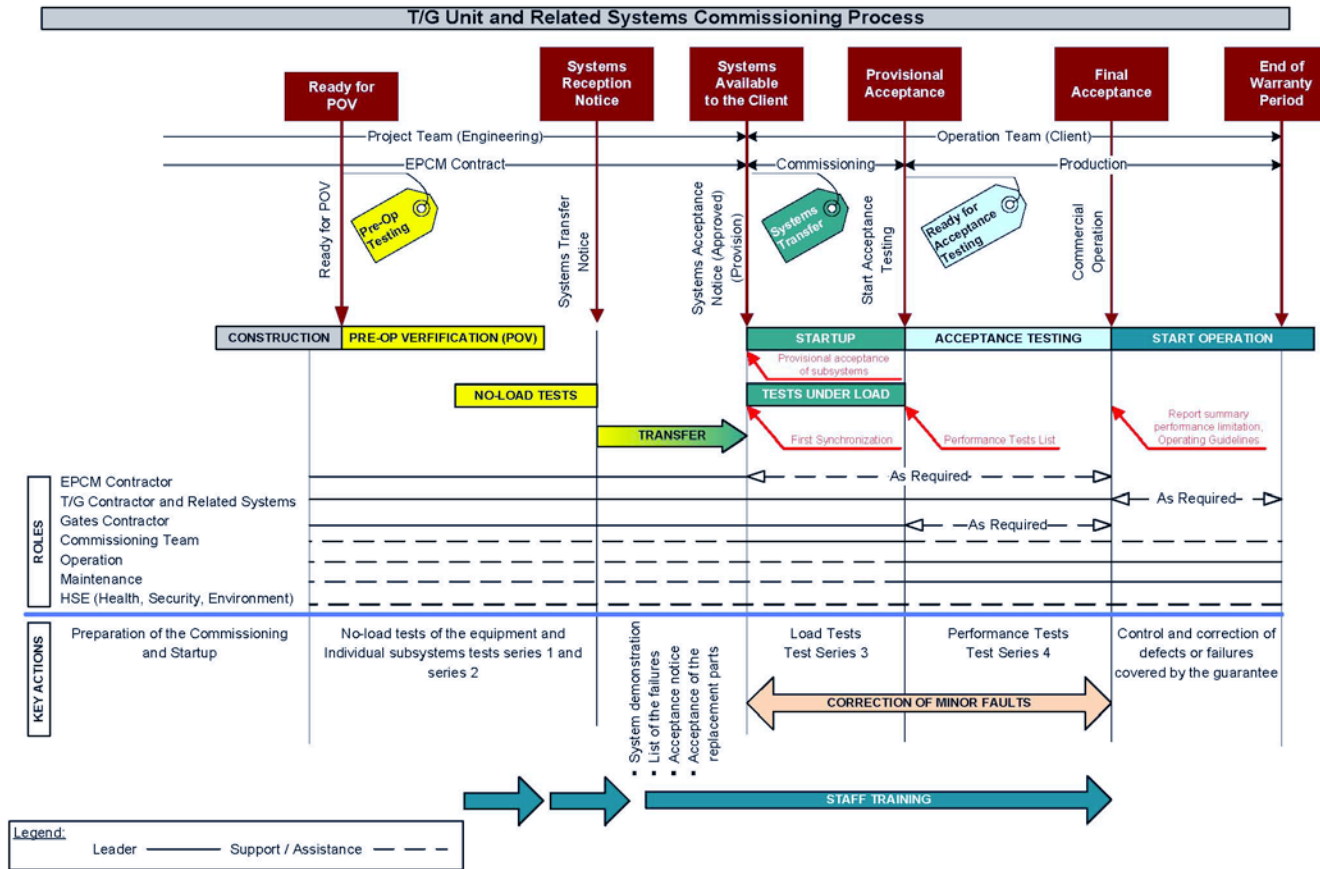 T/G Unit and Related Systems Commissioning Process
Ready for
POV
Systems
Reception
Notice
Systems
Available
to the Client
Provisional
Acceptance
Final
Acceptance
End of
Warranty
Period
Project Team (Engineering)
Operation Team (Client)
EPCM Contract
Commissioning
Production
Ready for POV
Pre-Op
Testing
Systems Transfer
Notice
Systems Acceptance
Notice (Approved)
(Provision)
Systems
Transfer
Start Acceptance
Testing
Ready for
Acceptance
Testing
Commercial
Operation
CONSTRUCTION
PRE-OP VERFIFICATION (POV)
STARTUP
ACCEPTANCE TESTING
START OPERATION
Provisional acceptance
of subsystems
NO-LOAD TESTS
TESTS UNDER LOAD
TRANSFER
First Synchronization
Performance Tests List
Report summary
performance limitation,
Operating Guidelines
ROLES
EPCM Contractor
As Required
T/G Contractor and Related Systems
As Required
Gates Contractor
As Required
Commissioning Team
Operation
Maintenance
HSE (Health, Security, Environment)
KEY ACTIONS
Preparation of the Commissioning
and Startup
No-load tests of the equipment and
Individual subsystems tests series 1 and
series 2
▪ System demonstration
▪ List of the failures
▪ Acceptance notice
▪ Acceptance of the
replacement parts
Load Tests
Test Series 3
Performance Tests
Test Series 4
Control and correction of
defects or failures
covered by the guarantee
CORRECTION OF MINOR FAULTS
STAFF TRAINING
Legend:
Leader
Support / Assistance